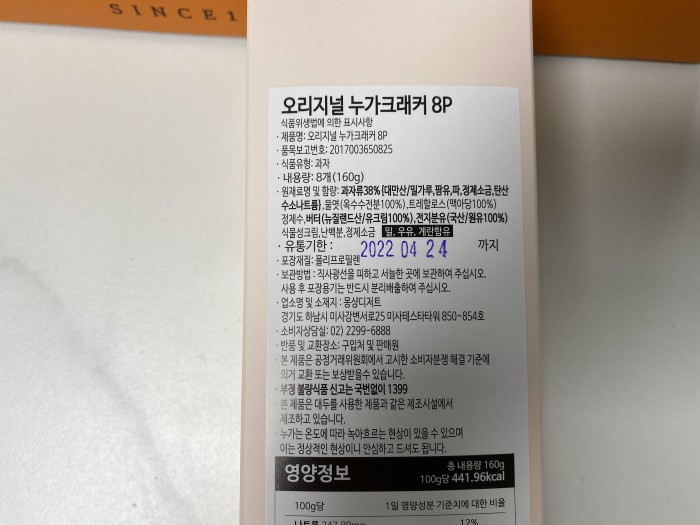 SINCE1
오리지널 누가크래커 8P
식품위생법에 의한 표시사항
· 제품명: 오리지널 누가크래커 8P
· 품목보고번호: 2017003650825
· 식품유형: 과자
· 내용량: 8개(160g)
· 원재료명 및 함량: 과자류38%{대만산/밀가루,팜유,파,정제소금,탄산
수소나트륨},물엿(옥수수전분100%),트레할로스(맥아당100%)
정제수,버터(뉴질랜드산/유크림100%),전지분유(국산/원유100%)
식물성크림,난백분,정제소금 밀, 우유, 계란함유
· 유통기한 : 2022 04 24 까지
· 포장재질: 폴리프로필렌
· 보관방법 : 직사광선을 피하고 서늘한 곳에 보관하여 주십시오.
사용 후 포장용기는 반드시 분리배출하여 주십시오.
· 업소명 및 소재지 : 몽상디저트
경기도 하남시 미사강변서로25 미사테스타타워 850~854호
· 소비자상담실: 02) 2299-6888
· 반품 및 교환장소: 구입처 및 판매원
· 본 제품은 공정거래위원회에서 고시한 소비자분쟁 해결 기준에
의거 교환 또는 보상받을수 있습니다.
· 부정 불량식품 신고는 국번없이 1399
본 제품은 대두를 사용한 제품과 같은 제조시설에서
제조하고 있습니다.
· 누가는 온도에 따라 녹아흐르는 현상이 있을 수 있으며
이는 정상적인 현상이니 안심하고 드셔도 됩니다.
영양정보
총 내용량 160g
100g당 441.96kcal
100g당 1일 영양성분 기준치에 대한 비율
나트륨 247.89mg 12%